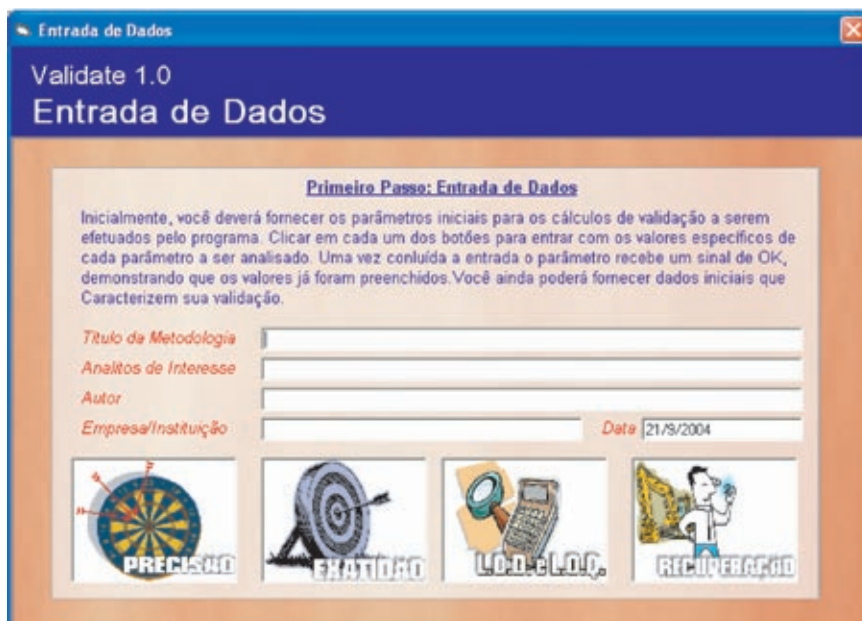 Entrada de Dados
Validate 1.0
Entrada de Dados
Primeiro Passo: Entrada de Dados
Inicialmente, você deverá fornecer os parâmetros iniciais para os cálculos de validação a serem
efetuados pelo programa. Clicar em cada um dos botões para entrar com os valores específicos de
cada parâmetro a ser analisado. Uma vez concluída a entrada o parâmetro recebe um sinal de OK,
demonstrando que os valores já foram preenchidos.Você ainda poderá fornecer dados iniciais que
Caracterizem sua validação.
Título da Metodologia
Analitos de Interesse
Autor
Empresa/Instituição Data 21/9/2004
PRECISÃO EXATIDÃO L.O.D. e L.O.Q. RECUPERAÇÃO